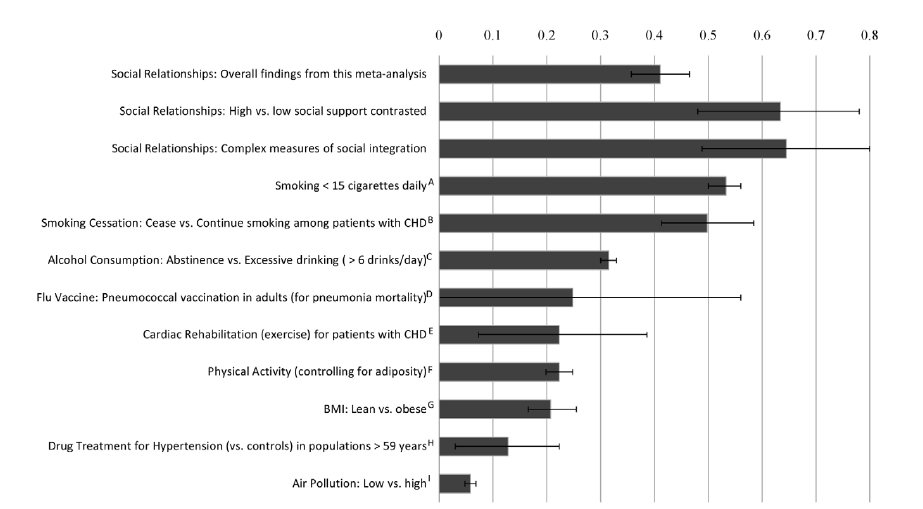 0 0.1 0.2 0.3 0.4 0.5 0.6 0.7 0.8
Social Relationships: Overall findings from this meta-analysis
Social Relationships: High vs. low social support contrasted
Social Relationships: Complex measures of social integration
Smoking < 15 cigarettes daily A
Smoking Cessation: Cease vs. Continue smoking among patients with CHD B
Alcohol Consumption: Abstinence vs. Excessive drinking ( > 6 drinks/day) C
Flu Vaccine: Pneumococcal vaccination in adults (for pneumonia mortality) D
Cardiac Rehabilitation (exercise) for patients with CHD E
Physical Activity (controlling for adiposity) F
BMI: Lean vs. obese G
Drug Treatment for Hypertension (vs. controls) in populations > 59 years H
Air Pollution: Low vs. high I